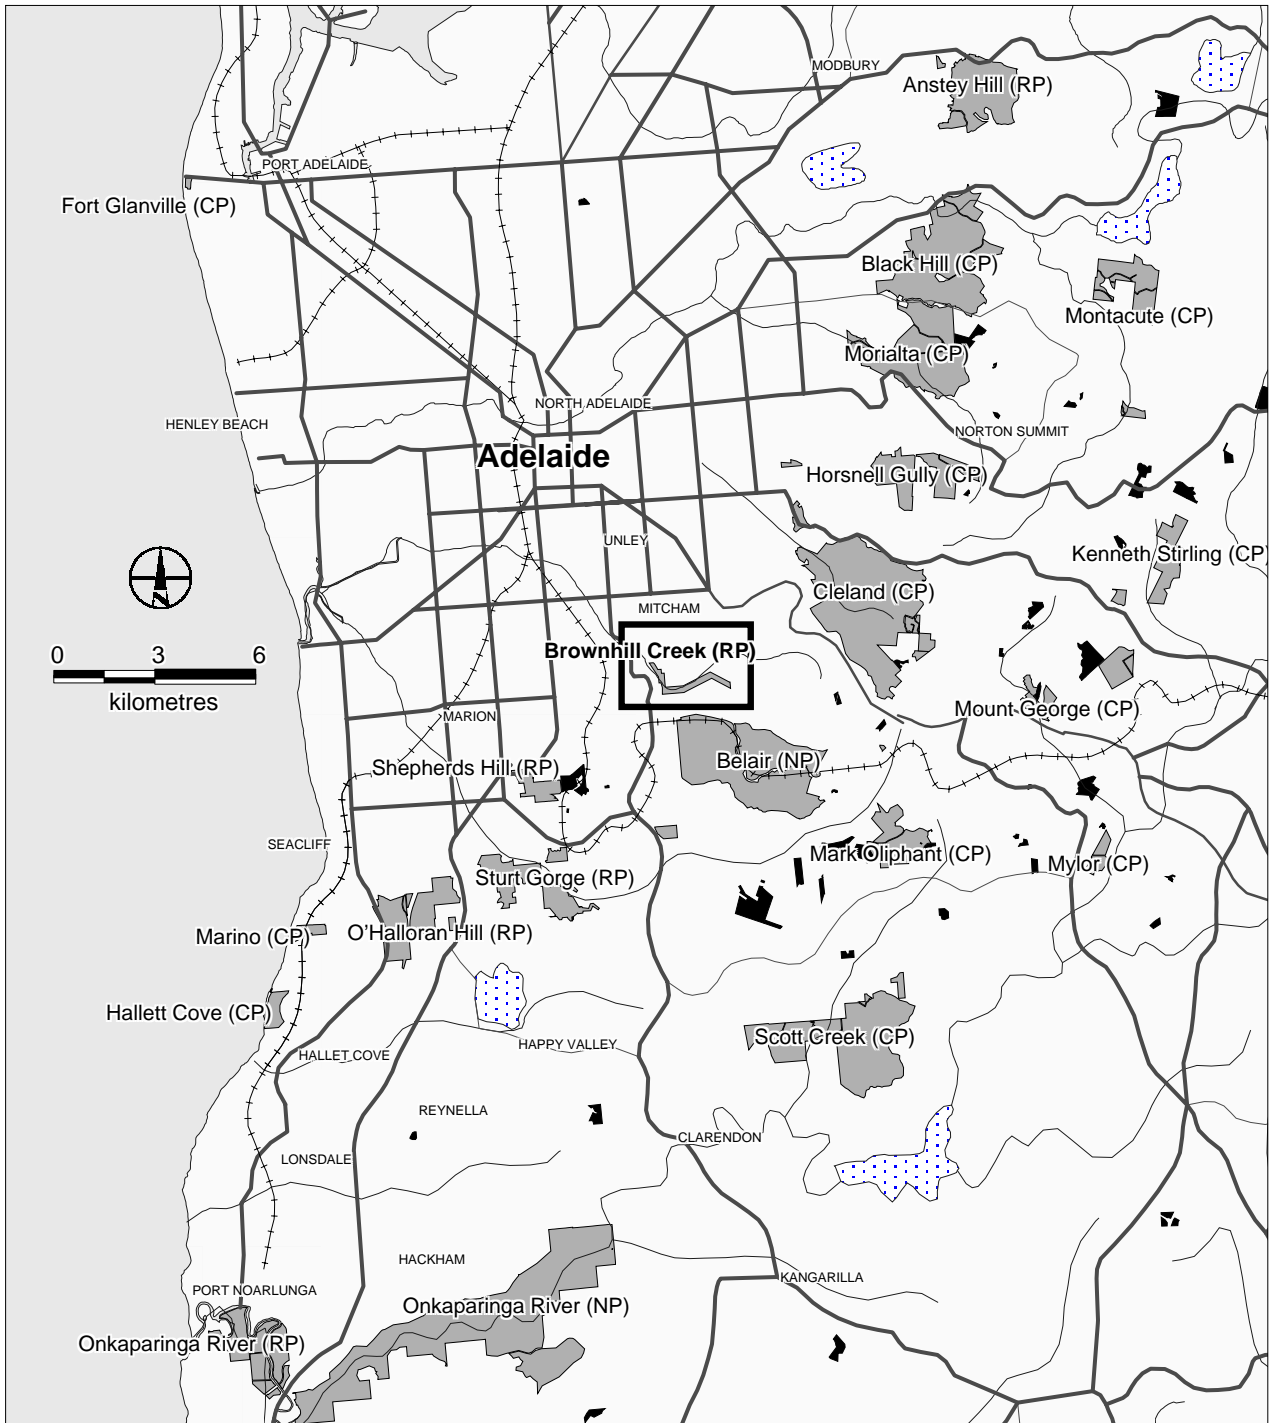 MODBURY
Anstey Hill (RP)
PORT ADELAIDE
Fort Glanville (CP)
Black Hill (CP)
Montacute (CP)
Morialta (CP)
NORTH ADELAIDE
HENLEY BEACH
NORTON SUMMIT
Adelaide
Horsnell Gully (CP)
UNLEY
Kenneth Stirling (CP)
N
Cleland (CP)
MITCHAM
Brownhill Creek (RP)
0 3 6
kilometres
Mount George (CP)
MARION
Shepherds Hill (RP)
Belair (NP)
SEACLIFF
Mark Oliphant (CP)
Mylor (CP)
Sturt Gorge (RP)
Marino (CP)
O'Halloran Hill (RP)
Hallett Cove (CP)
Scott Creek (CP)
HALLET COVE
HAPPY VALLEY
REYNELLA
CLARENDON
LONSDALE
HACKHAM
KANGARILLA
PORT NOARLUNGA
Onkaparinga River (NP)
Onkaparinga River (RP)